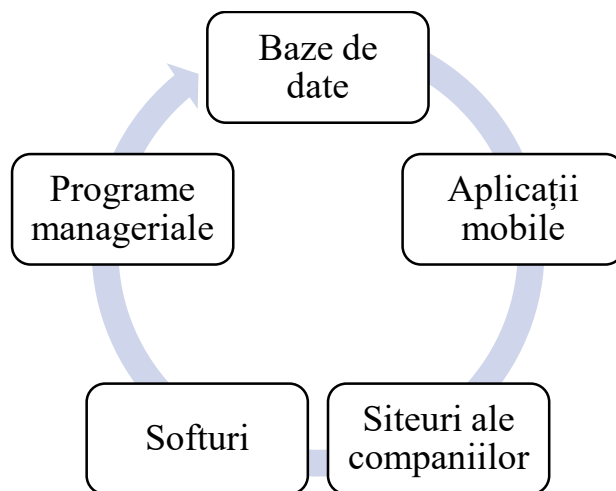 Baze de
date
Aplicații
mobile
Siteuri ale
companiilor
Softuri
Programe
manageriale